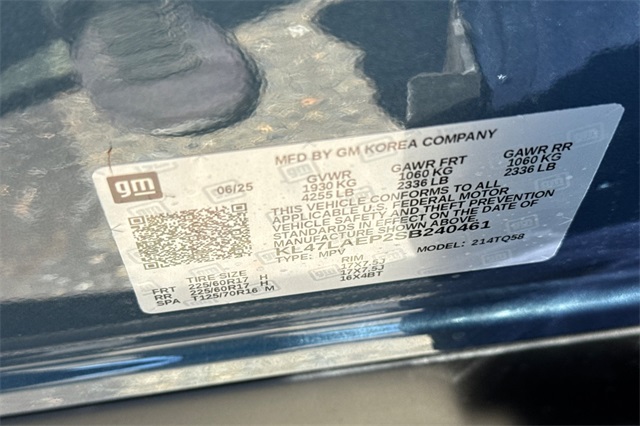 MFD BY GM KOREA COMPANY
gm
06/25
GVWR
1930 KG
4255 LB
GAWR FRT
1060 KG
2336 LB
GAWR RR
1060 KG
2336 LB
THIS VEHICLE CONFORMS TO ALL
APPLICABLE U.S. FEDERAL MOTOR
VEHICLE SAFETY AND THEFT PREVENTION
STANDARDS IN EFFECT ON THE DATE OF
MANUFACTURE SHOWN ABOVE.
KL47LAEP2SB240461
TYPE: MPV
MODEL: 214TQ58
TIRE SIZE
RIM
FRT 225/60R17 H 17X7.5J
RR 225/60R17 H 17X7.5J
SPA T125/70R16 M 16X4BT